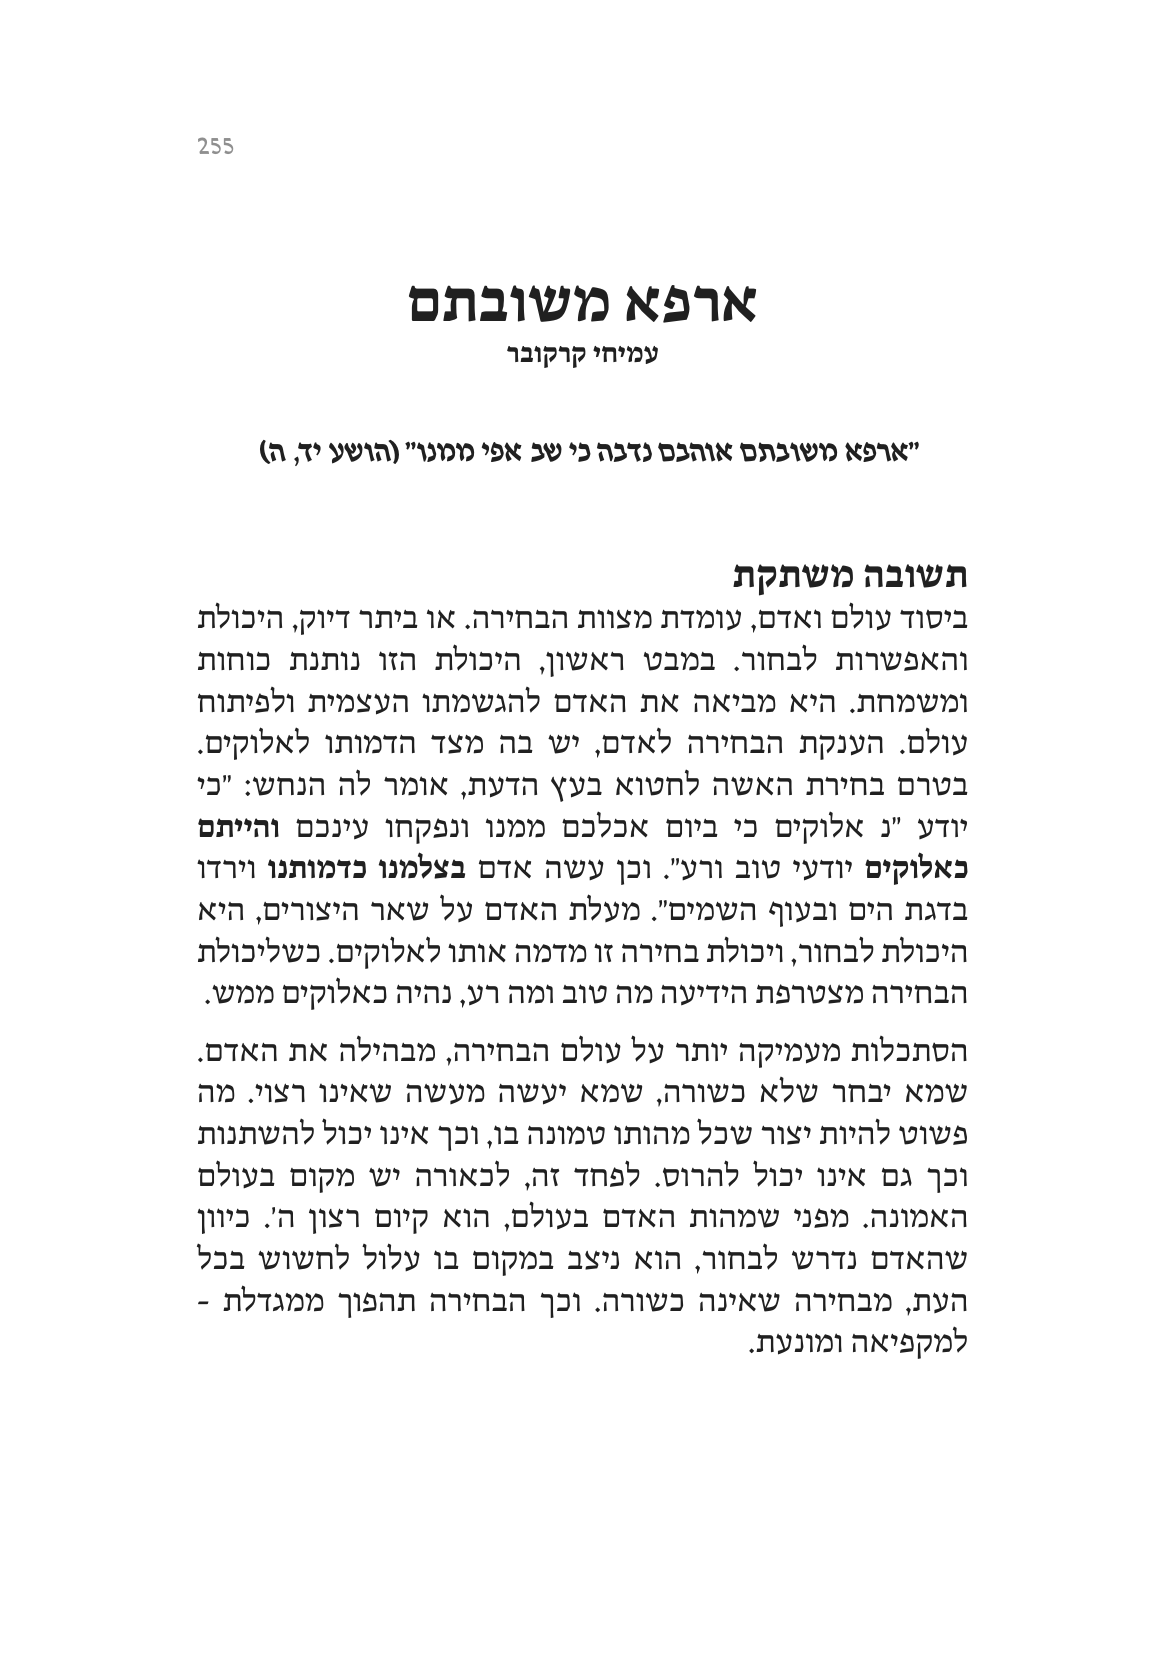 255
ארפא משובתם
עמיחי קרקובר
"ארפא משובתם אוהבם נדבה כי שב אפי ממנו" (הושע יד, ה)
תשובה משתקת
ביסוד עולם ואדם, עומדת מצוות הבחירה. או ביתר דיוק, היכולת
והאפשרות לבחור. במבט ראשון, היכולת הזו נותנת כוחות
ומשמחת. היא מביאה את האדם להגשמתו העצמית ולפיתוח
עולם. הענקת הבחירה לאדם, יש בה מצד הדמותו לאלוקים.
בטרם בחירת האשה לחטוא בעץ הדעת, אומר לה הנחש: "כי
יודע "נ אלוקים כי ביום אכלכם ממנו ונפקחו עינכם והייתם
כאלוקים יודעי טוב ורע". וכן עשה אדם בצלמנו כדמותנו וירדו
בדגת הים ובעוף השמים". מעלת האדם על שאר היצורים, היא
היכולת לבחור, ויכולת בחירה זו מדמה אותו לאלוקים. כשליכולת
הבחירה מצטרפת הידיעה מה טוב ומה רע, נהיה כאלוקים ממש.
הסתכלות מעמיקה יותר על עולם הבחירה, מבהילה את האדם.
שמא יבחר שלא כשורה, שמא יעשה מעשה שאינו רצוי. מה
פשוט להיות יצור שכל מהותו טמונה בו, וכך אינו יכול להשתנות
וכך גם אינו יכול להרוס. לפחד זה, לכאורה יש מקום בעולם
האמונה. מפני שמהות האדם בעולם, הוא קיום רצון ה'. כיוון
שהאדם נדרש לבחור, הוא ניצב במקום בו עלול לחשוש בכל
העת, מבחירה שאינה כשורה. וכך הבחירה תהפוך ממגדלת -
למקפיאה ומונעת.